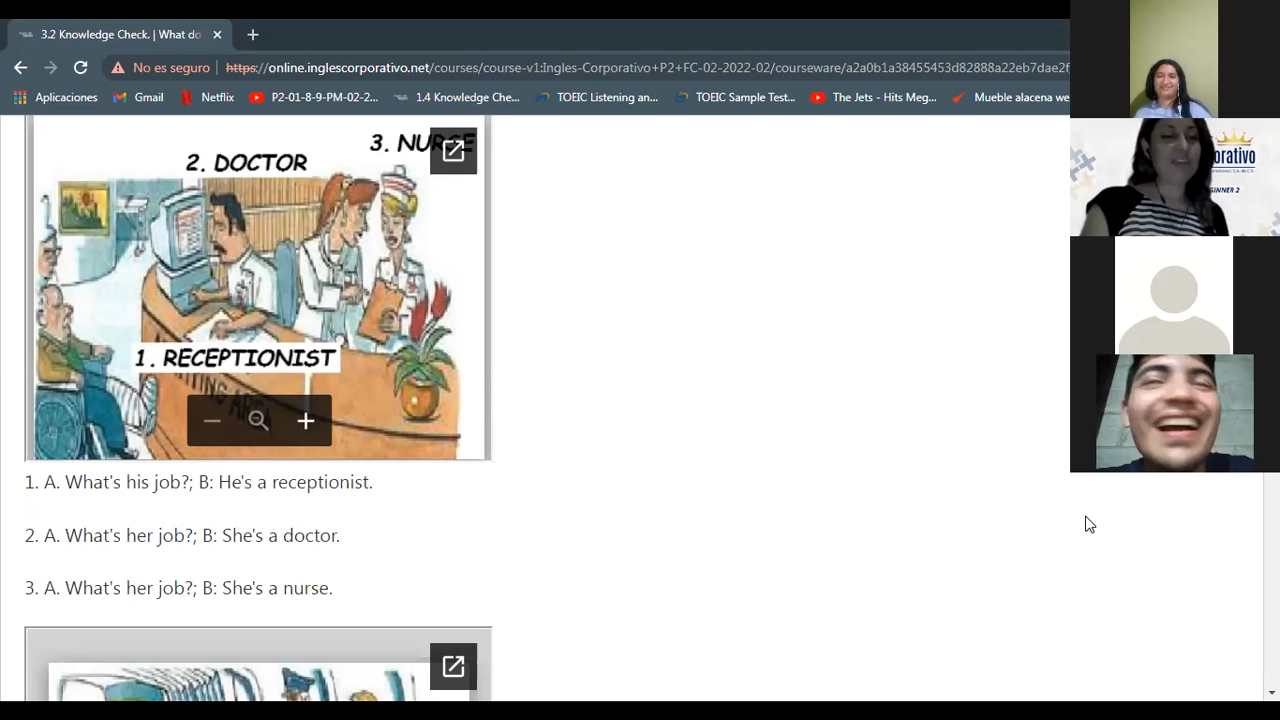 3.2 Knowledge Check. | What do
No es seguro
https://online.inglescorporativo.net/courses/course-v1:Ingles-Corporativo+P2+FC-02-2022-02/courseware/a2a0b1a38455453d82888a22eb7dae2f
Aplicaciones
Gmail
Netflix
P2-01-8-9-PM-02-2...
1.4 Knowledge Che...
TOEIC Listening an...
TOEIC Sample Test...
The Jets - Hits Meg...
Mueble alacena we
3. NURSE
2. DOCTOR
1. RECEPTIONIST
1. A. What's his job?; B: He's a receptionist.
2. A. What's her job?; B: She's a doctor.
3. A. What's her job?; B: She's a nurse.
orativo
GINNER 2